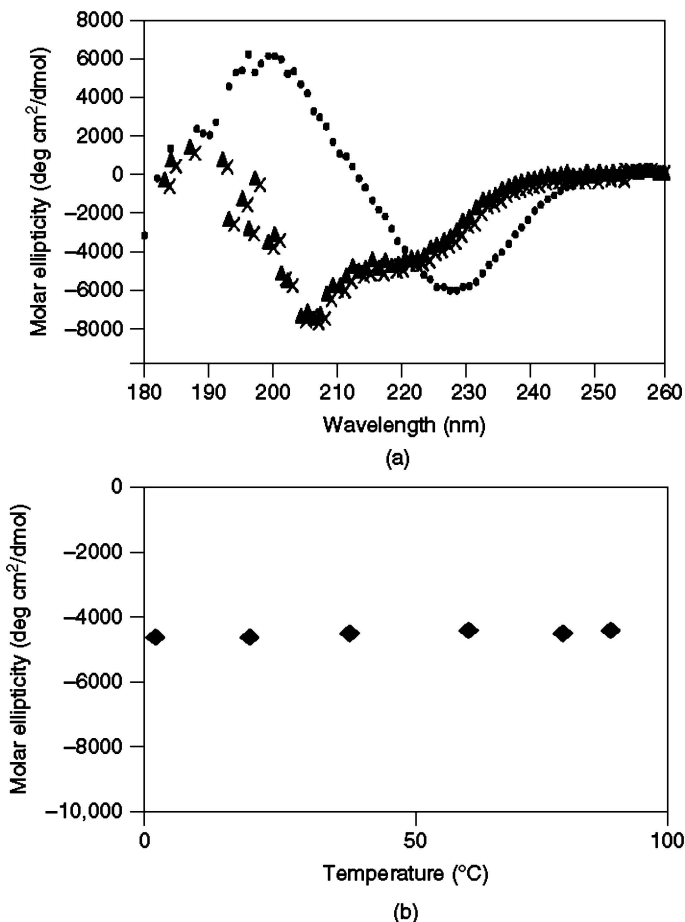 8000
6000
4000
2000
0
−2000
−4000
−6000
−8000
Molar ellipticity (deg cm²/dmol)
180 190 200 210 220 230 240 250 260
Wavelength (nm)
(a)
0
−2000
−4000
−6000
−8000
−10,000
Molar ellipticity (deg cm²/dmol)
0 50 100
Temperature (°C)
(b)